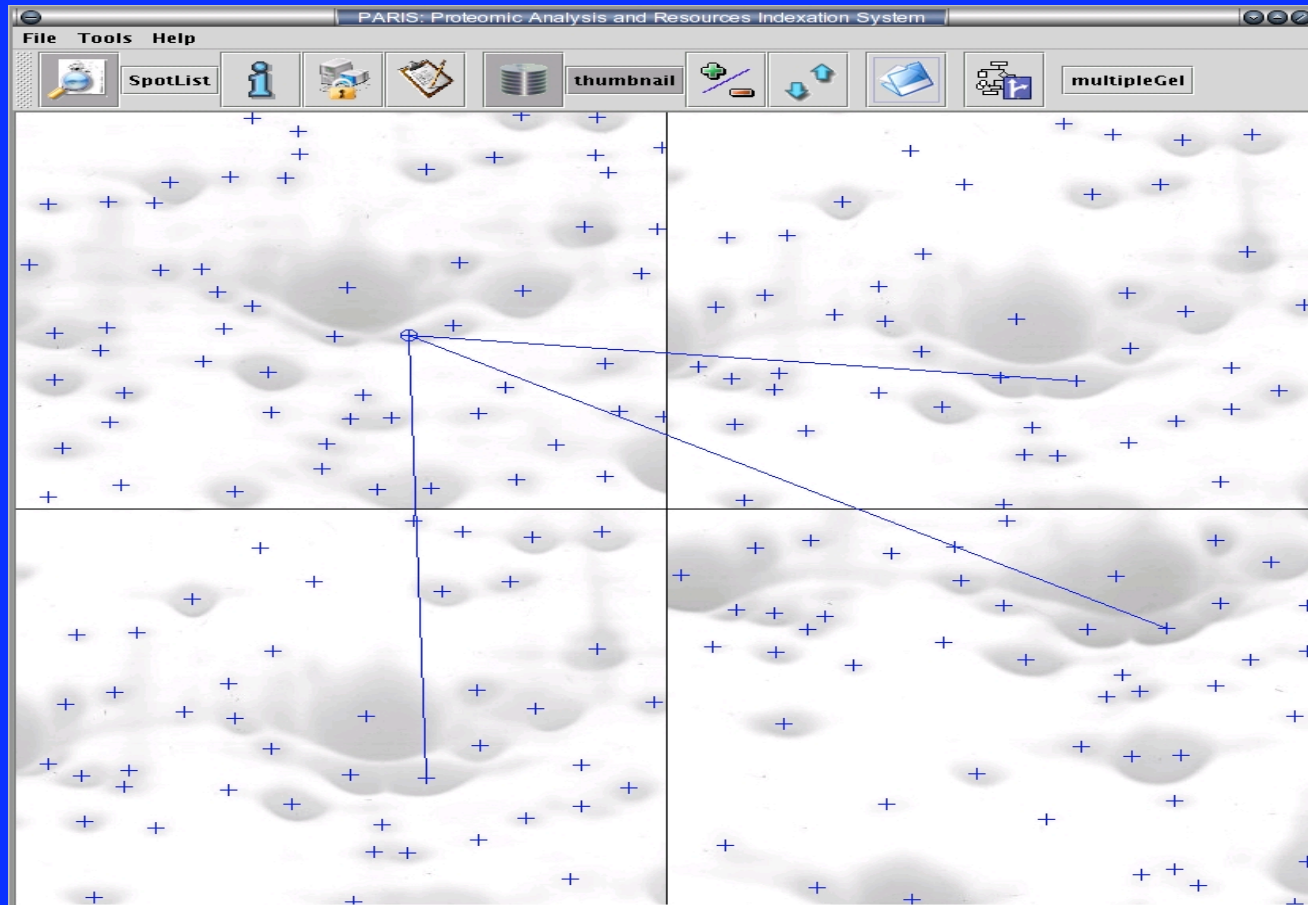 PARIS: Proteomic Analysis and Resources Indexation System
File Tools Help
SpotList thumbnail multipleGel